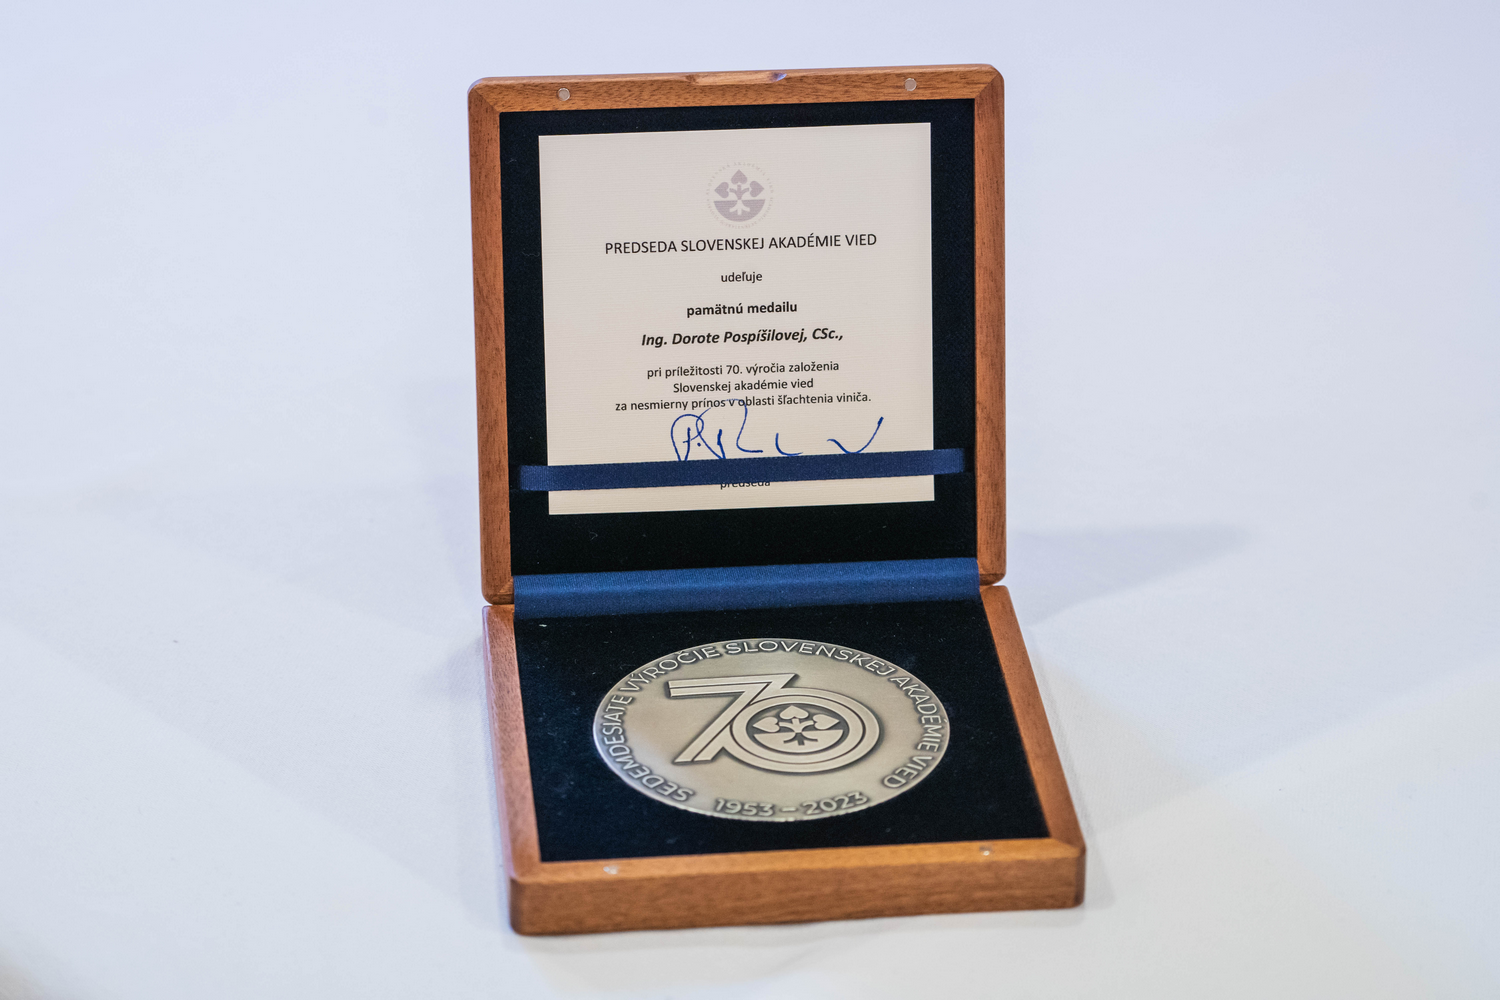 PREDSEDA SLOVENSKEJ AKADÉMIE VIED
udeľuje
pamätnú medailu
Ing. Dorote Pospíšilovej, CSc.,
pri príležitosti 70. výročia založenia
Slovenskej akadémie vied
za nesmierny prínos v oblasti šľachtenia viniča.
predseda
SEDEMDESIATE VÝROČIE SLOVENSKEJ AKADÉMIE VIED
70
1953 – 2023